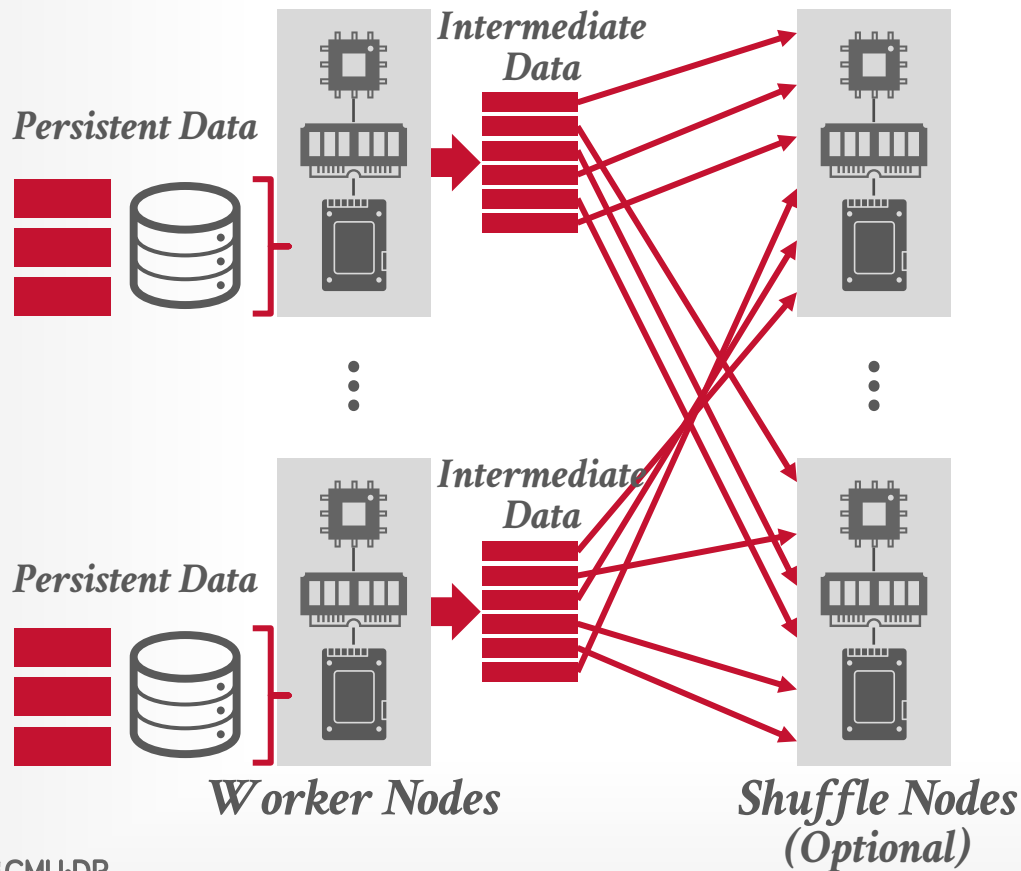 Intermediate
Data
Persistent Data
Intermediate
Data
Persistent Data
Worker Nodes
Shuffle Nodes
(Optional)